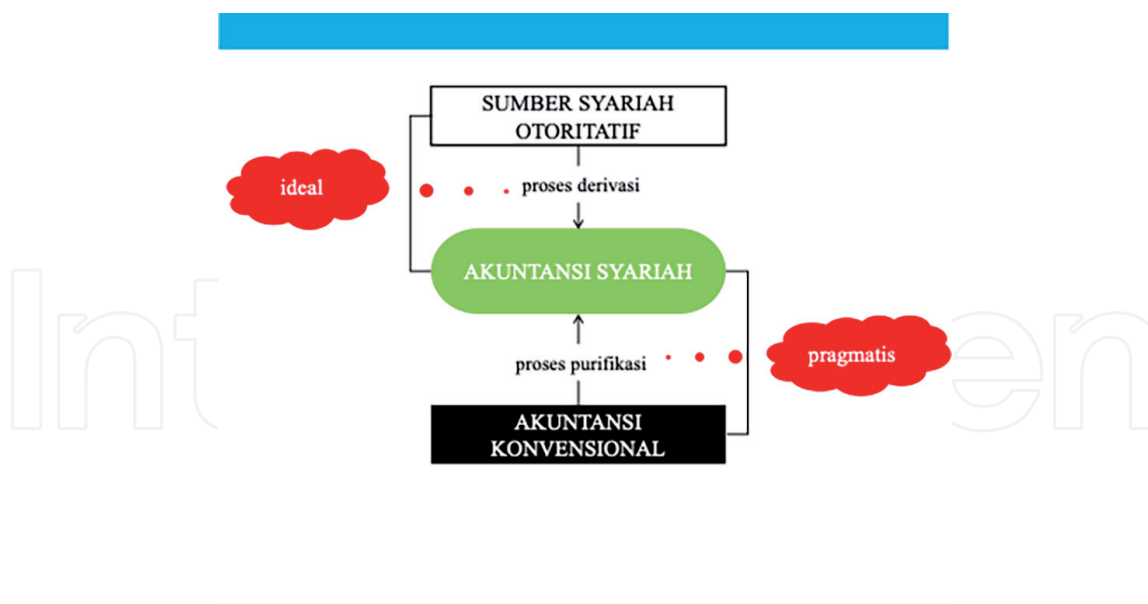 SUMBER SYARIAH
OTORITATIF
ideal
proses derivasi
AKUNTANSI SYARIAH
proses purifikasi
pragmatis
AKUNTANSI
KONVENSIONAL